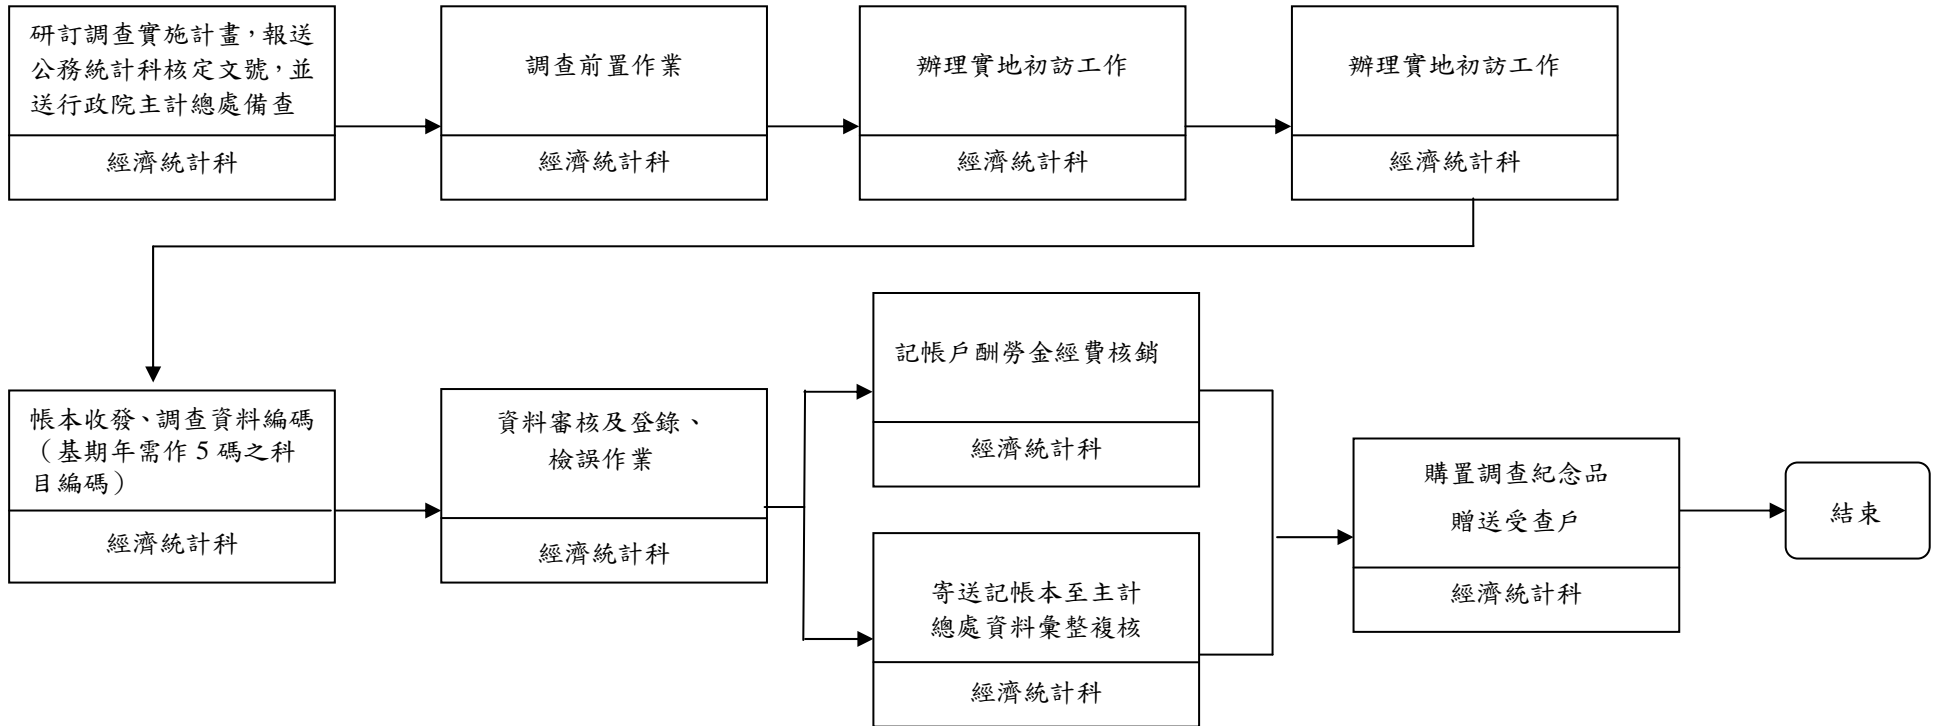 研訂調查實施計畫，報送
公務統計科核定文號，並
送行政院主計總處備查
經濟統計科
調查前置作業
經濟統計科
辦理實地初訪工作
經濟統計科
辦理實地初訪工作
經濟統計科
帳本收發、調查資料編碼
（基期年需作 5 碼之科
目編碼）
經濟統計科
資料審核及登錄、
檢誤作業
經濟統計科
記帳戶酬勞金經費核銷
經濟統計科
寄送記帳本至主計
總處資料彙整複核
經濟統計科
購置調查紀念品
贈送受查戶
經濟統計科
結束